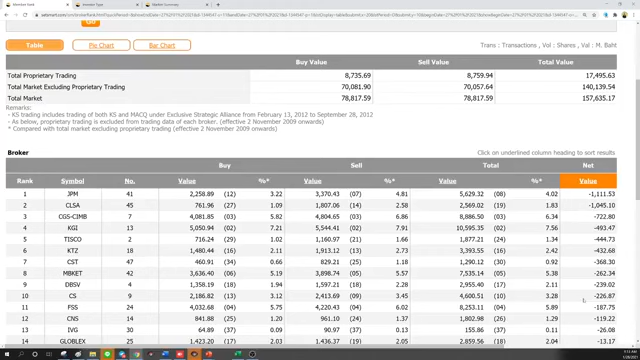 Member Rank
Investor Type
Market Summary
Go
Table
Pie Chart
Bar Chart
Trans : Transactions , Vol : Shares , Val : M. Baht
Buy Value Sell Value Total Value
Total Proprietary Trading 8,735.69 8,759.94 17,495.63
Total Market Excluding Proprietary Trading 70,081.90 70,057.64 140,139.54
Total Market 78,817.59 78,817.59 157,635.17
Remarks:
- KS trading includes trading of both KS and MACQ under Exclusive Strategic Alliance from February 13, 2012 to September 28, 2012
- As below, proprietary trading is excluded from trading data of each broker. (effective 2 November 2009 onwards)
* Compared with total market excluding proprietary trading (effective 2 November 2009 onwards)
Broker
Click on underlined column heading to sort results
Buy Sell Total Net
Rank Symbol No. Value %* Value %* Value %* Value
1 JPM 41 2,258.89 (12) 3.22 3,370.43 (07) 4.81 5,629.32 (08) 4.02 -1,111.53
2 CLSA 45 761.96 (27) 1.09 1,807.06 (14) 2.58 2,569.02 (19) 1.83 -1,045.10
3 CGS-CIMB 7 4,081.85 (03) 5.82 4,804.65 (03) 6.86 8,886.50 (03) 6.34 -722.80
4 KGI 13 5,050.94 (02) 7.21 5,544.41 (02) 7.91 10,595.35 (02) 7.56 -493.47
5 TISCO 2 716.24 (29) 1.02 1,160.97 (21) 1.66 1,877.21 (23) 1.34 -444.73
6 KTZ 18 1,480.44 (16) 2.11 1,913.12 (13) 2.73 3,393.55 (16) 2.42 -432.68
7 CST 47 460.91 (34) 0.66 829.21 (25) 1.18 1,290.12 (30) 0.92 -368.30
8 MBKET 42 3,636.40 (06) 5.19 3,898.74 (05) 5.57 7,535.14 (05) 5.38 -262.34
9 DBSV 4 1,358.19 (18) 1.94 1,597.21 (18) 2.28 2,955.40 (17) 2.11 -239.02
10 CS 9 2,186.82 (13) 3.12 2,413.69 (09) 3.45 4,600.51 (10) 3.28 -226.87
11 FSS 24 4,032.68 (04) 5.75 4,220.43 (04) 6.02 8,253.11 (04) 5.89 -187.75
12 CNS 14 841.88 (25) 1.20 961.10 (24) 1.37 1,802.98 (26) 1.29 -119.22
13 IVG 30 64.89 (37) 0.09 90.97 (37) 0.13 155.86 (37) 0.11 -26.08
14 GLOBLEX 34 1,423.20 (17) 2.03 1,436.37 (19) 2.05 2,859.56 (18) 2.04 -13.17